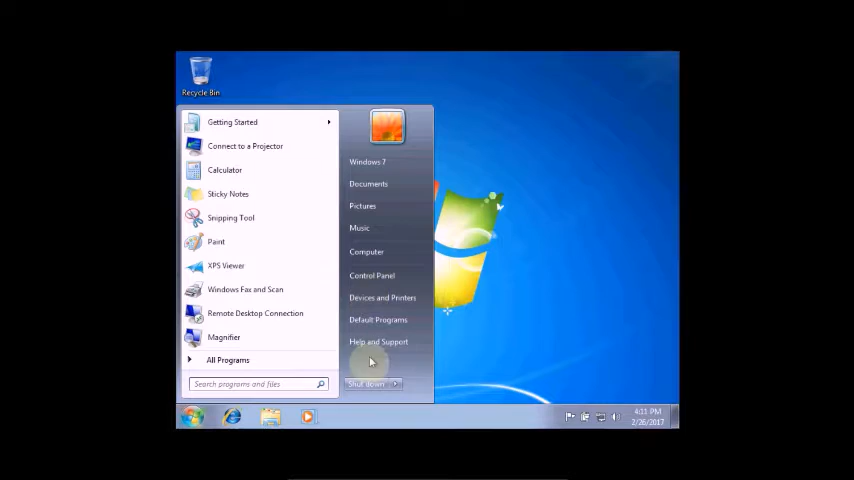 Recycle Bin
Getting Started
Connect to a Projector
Calculator
Sticky Notes
Snipping Tool
Paint
XPS Viewer
Windows Fax and Scan
Remote Desktop Connection
Magnifier
All Programs
Search programs and files
Windows 7
Documents
Pictures
Music
Computer
Control Panel
Devices and Printers
Default Programs
Help and Support
Shut down
4:11 PM
2/26/2017